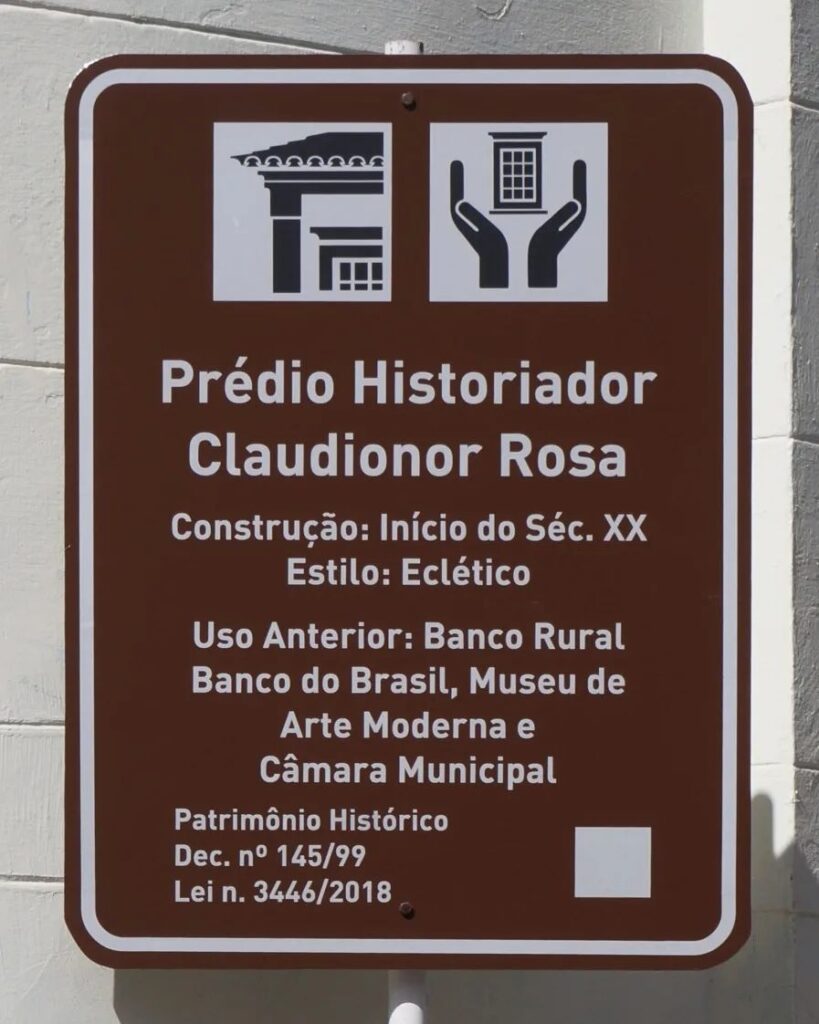 Prédio Historiador
Claudionor Rosa
Construção: Início do Séc. XX
Estilo: Eclético
Uso Anterior: Banco Rural
Banco do Brasil, Museu de
Arte Moderna e
Câmara Municipal
Patrimônio Histórico
Dec. nº 145/99
Lei n. 3446/2018